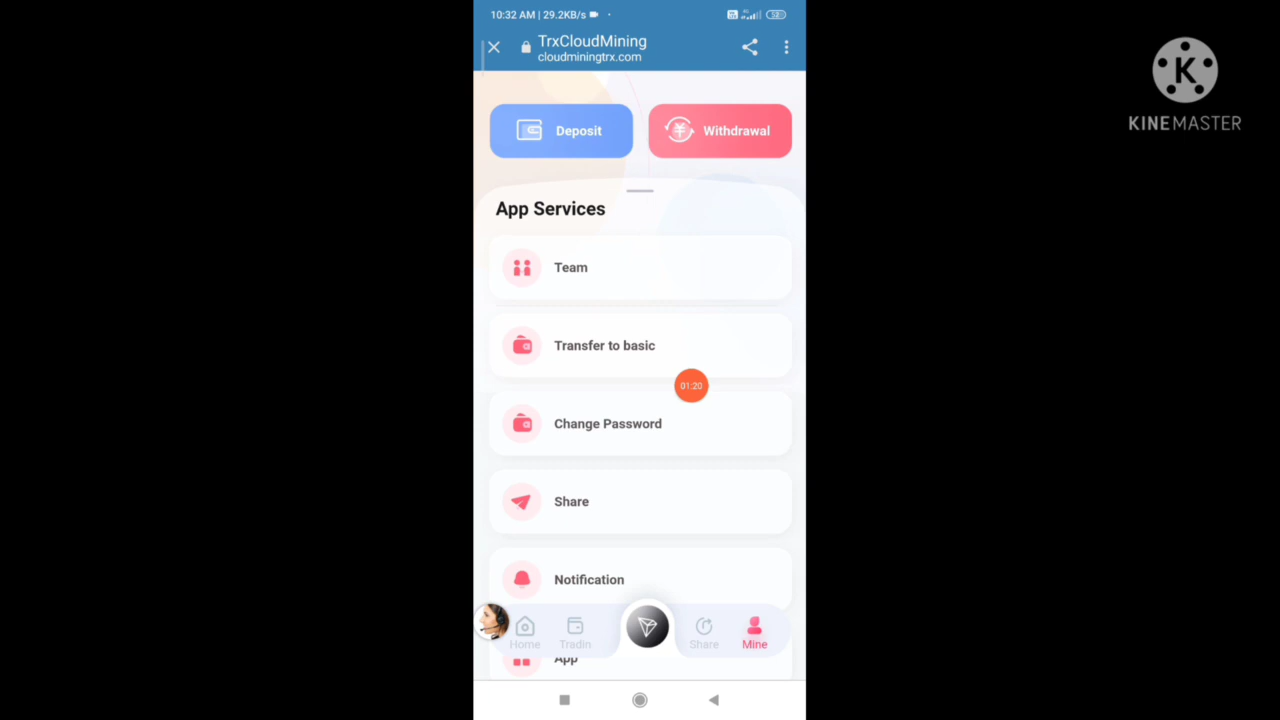 10:32 AM | 29.2KB/s
TrxCloudMining
cloudminingtrx.com
KINEMASTER
Deposit
Withdrawal
App Services
Team
Transfer to basic
01:20
Change Password
Share
Notification
Home
Tradin
Share
Mine
App